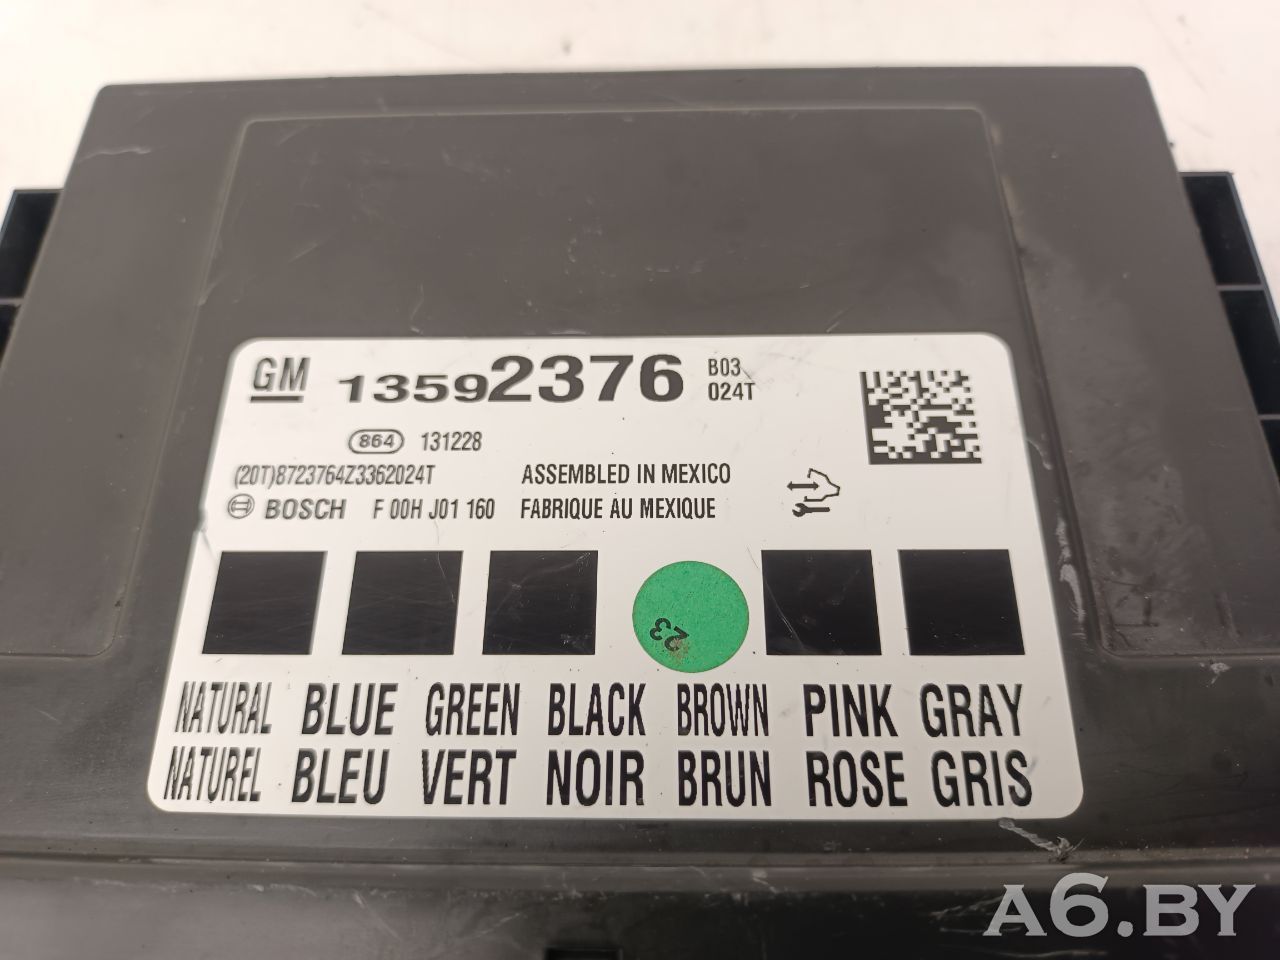 GM 13592376 B03
024T
864 131228
(20T)8723764Z3362024T ASSEMBLED IN MEXICO
BOSCH F 00H J01 160 FABRIQUE AU MEXIQUE
23
NATURAL BLUE GREEN BLACK BROWN PINK GRAY
NATUREL BLEU VERT NOIR BRUN ROSE GRIS
A6.BY